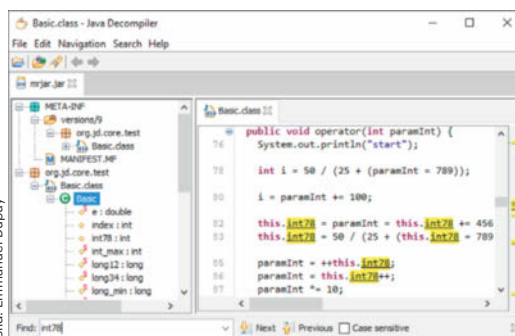 Basic.class - Java Decompiler
File Edit Navigation Search Help
mrjar.jar
META-INF
versions/9
org.jd.core.test
Basic.class
MANIFEST.MF
org.jd.core.test
Basic.class
Basic
e : double
index : int
int78 : int
int_max : int
long12 : long
long34 : long
long_min : long
Basic.class
public void operator(int paramInt) {
76 System.out.println("start");
78 int i = 50 / (25 + (paramInt = 789));
80 i = paramInt += 100;
82 this.int78 = paramInt = this.int78 += 456
83 this.int78 = 50 / (25 + (this.int78 = 789
85 paramInt = ++this.int78;
86 paramInt = this.int78++;
87 paramInt *= 10;
Find: int78 Next Previous Case sensitive
Bild: Emmanuel Dupuy